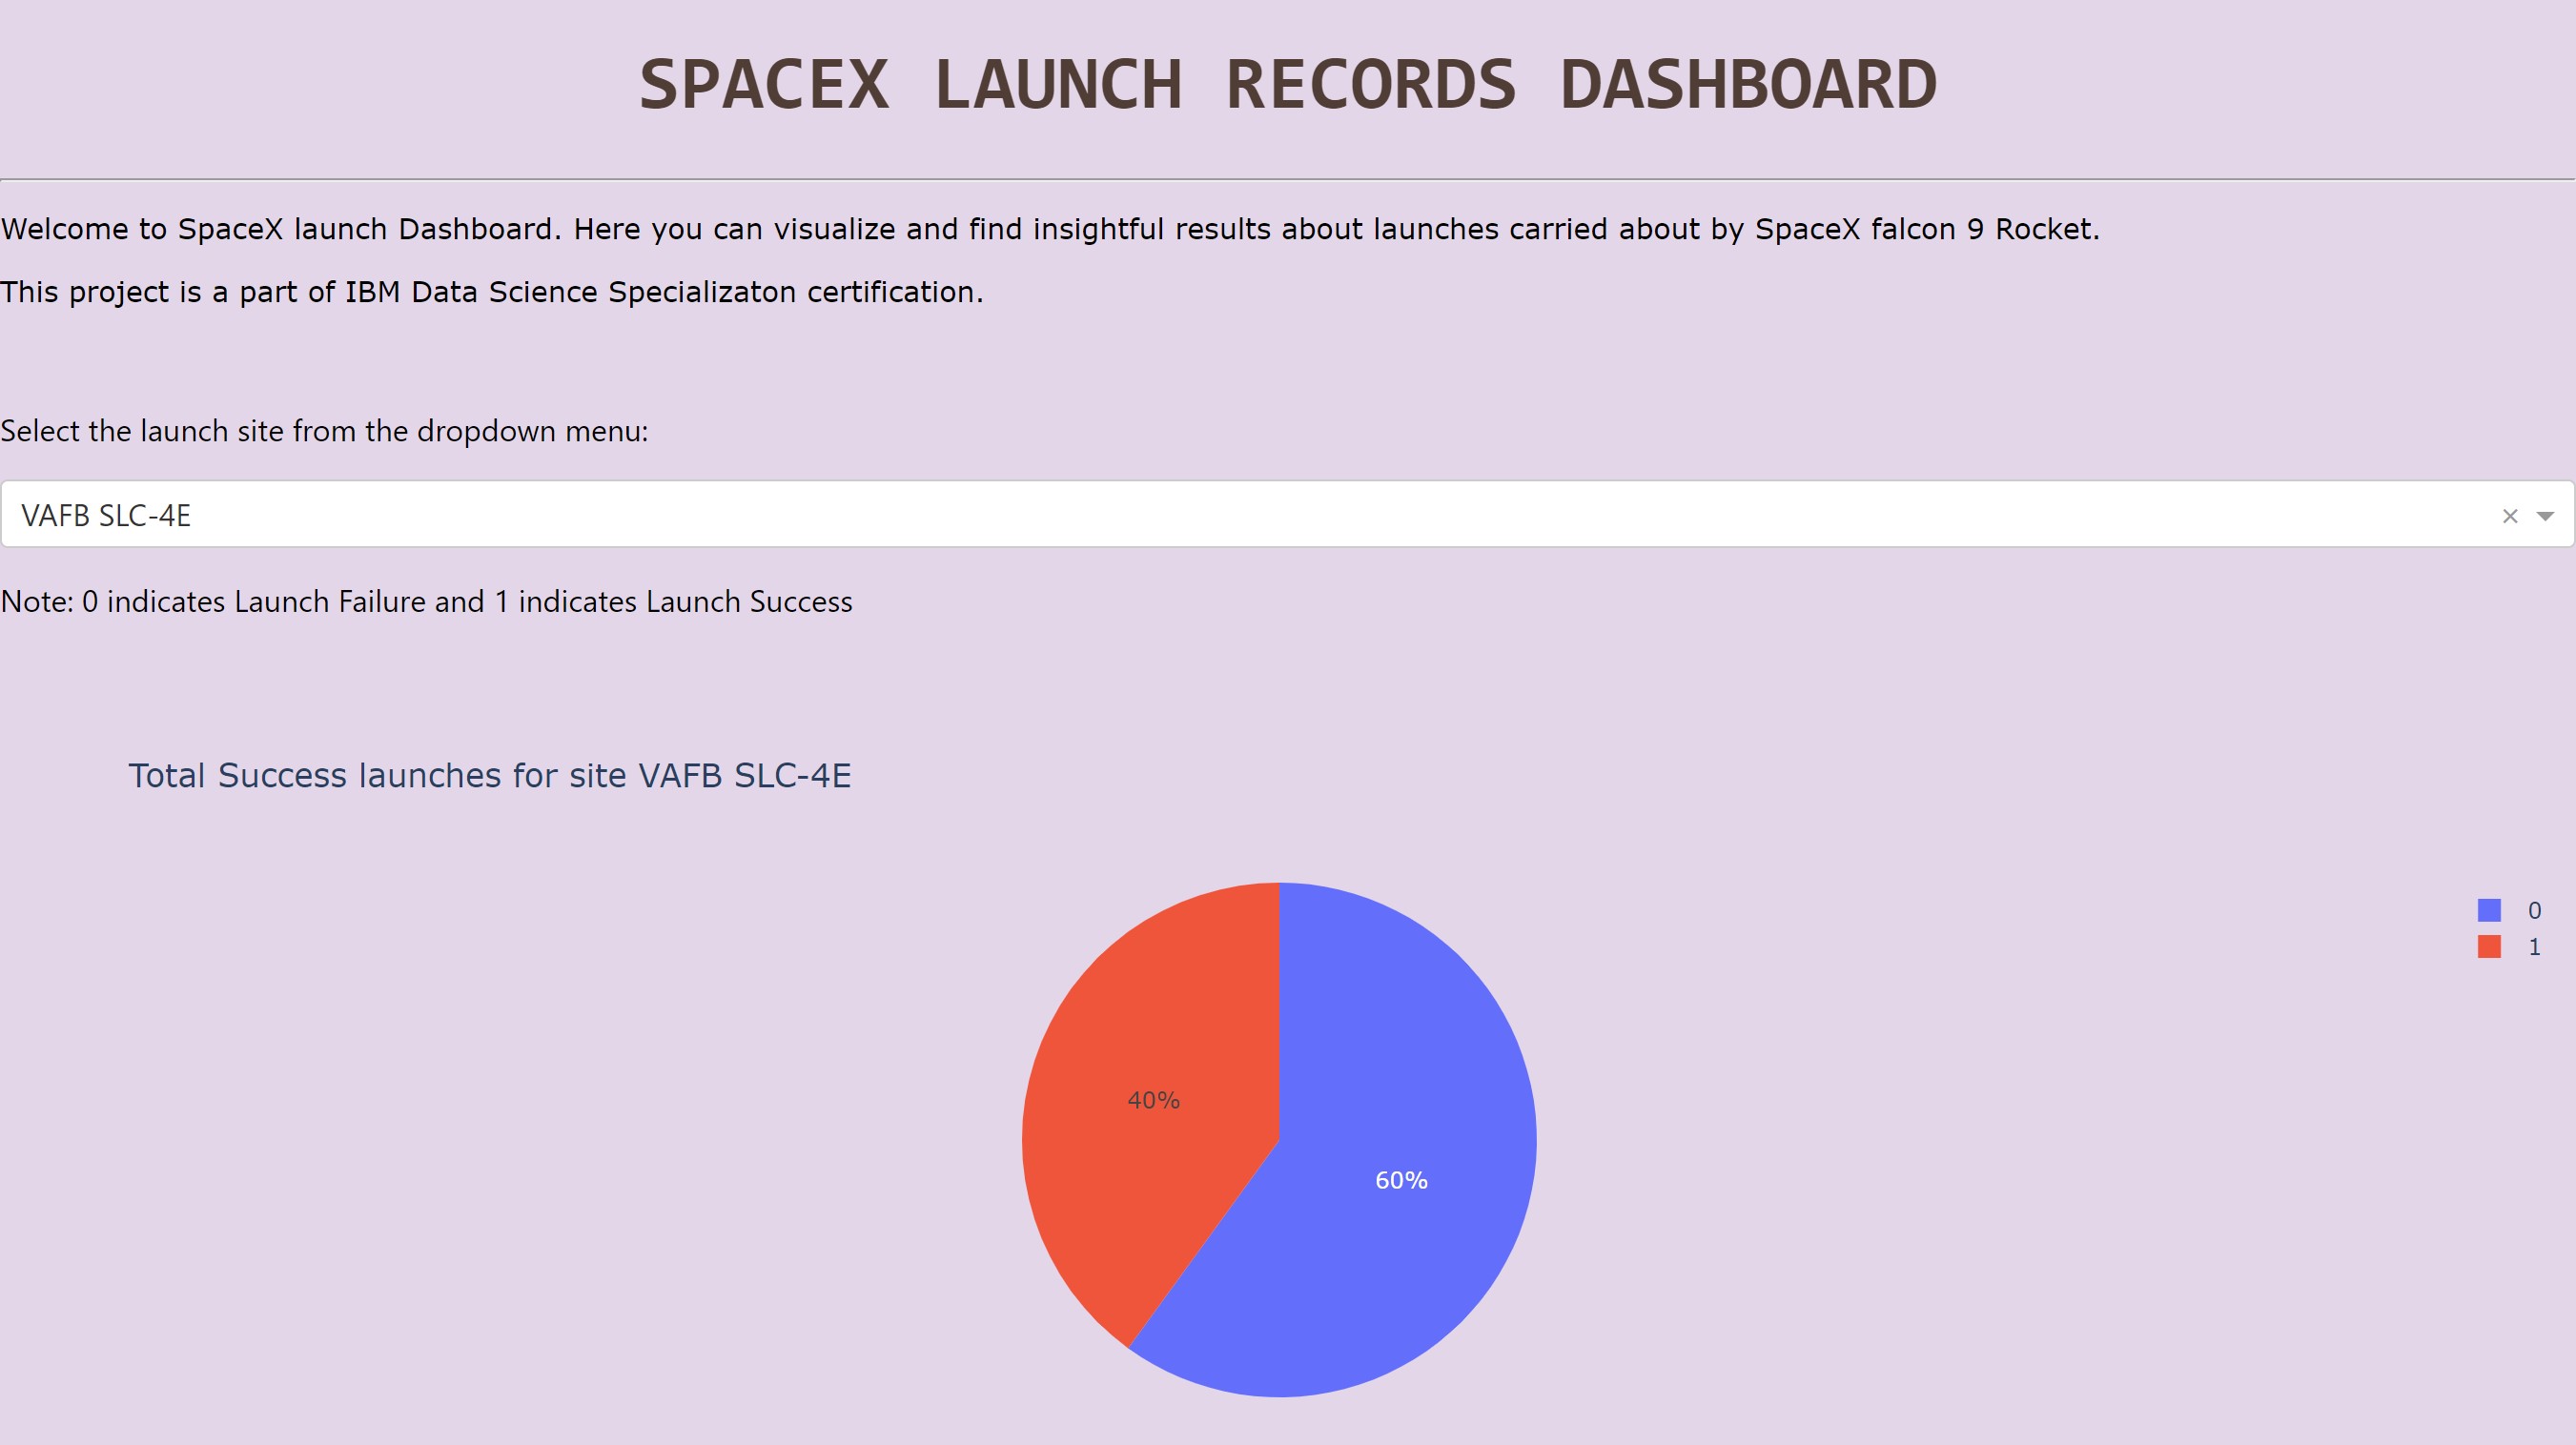 SPACEX LAUNCH RECORDS DASHBOARD
Welcome to SpaceX launch Dashboard. Here you can visualize and find insightful results about launches carried about by SpaceX falcon 9 Rocket.
This project is a part of IBM Data Science Specializaton certification.
Select the launch site from the dropdown menu:
VAFB SLC-4E
Note: 0 indicates Launch Failure and 1 indicates Launch Success
Total Success launches for site VAFB SLC-4E
0
1
40%
60%